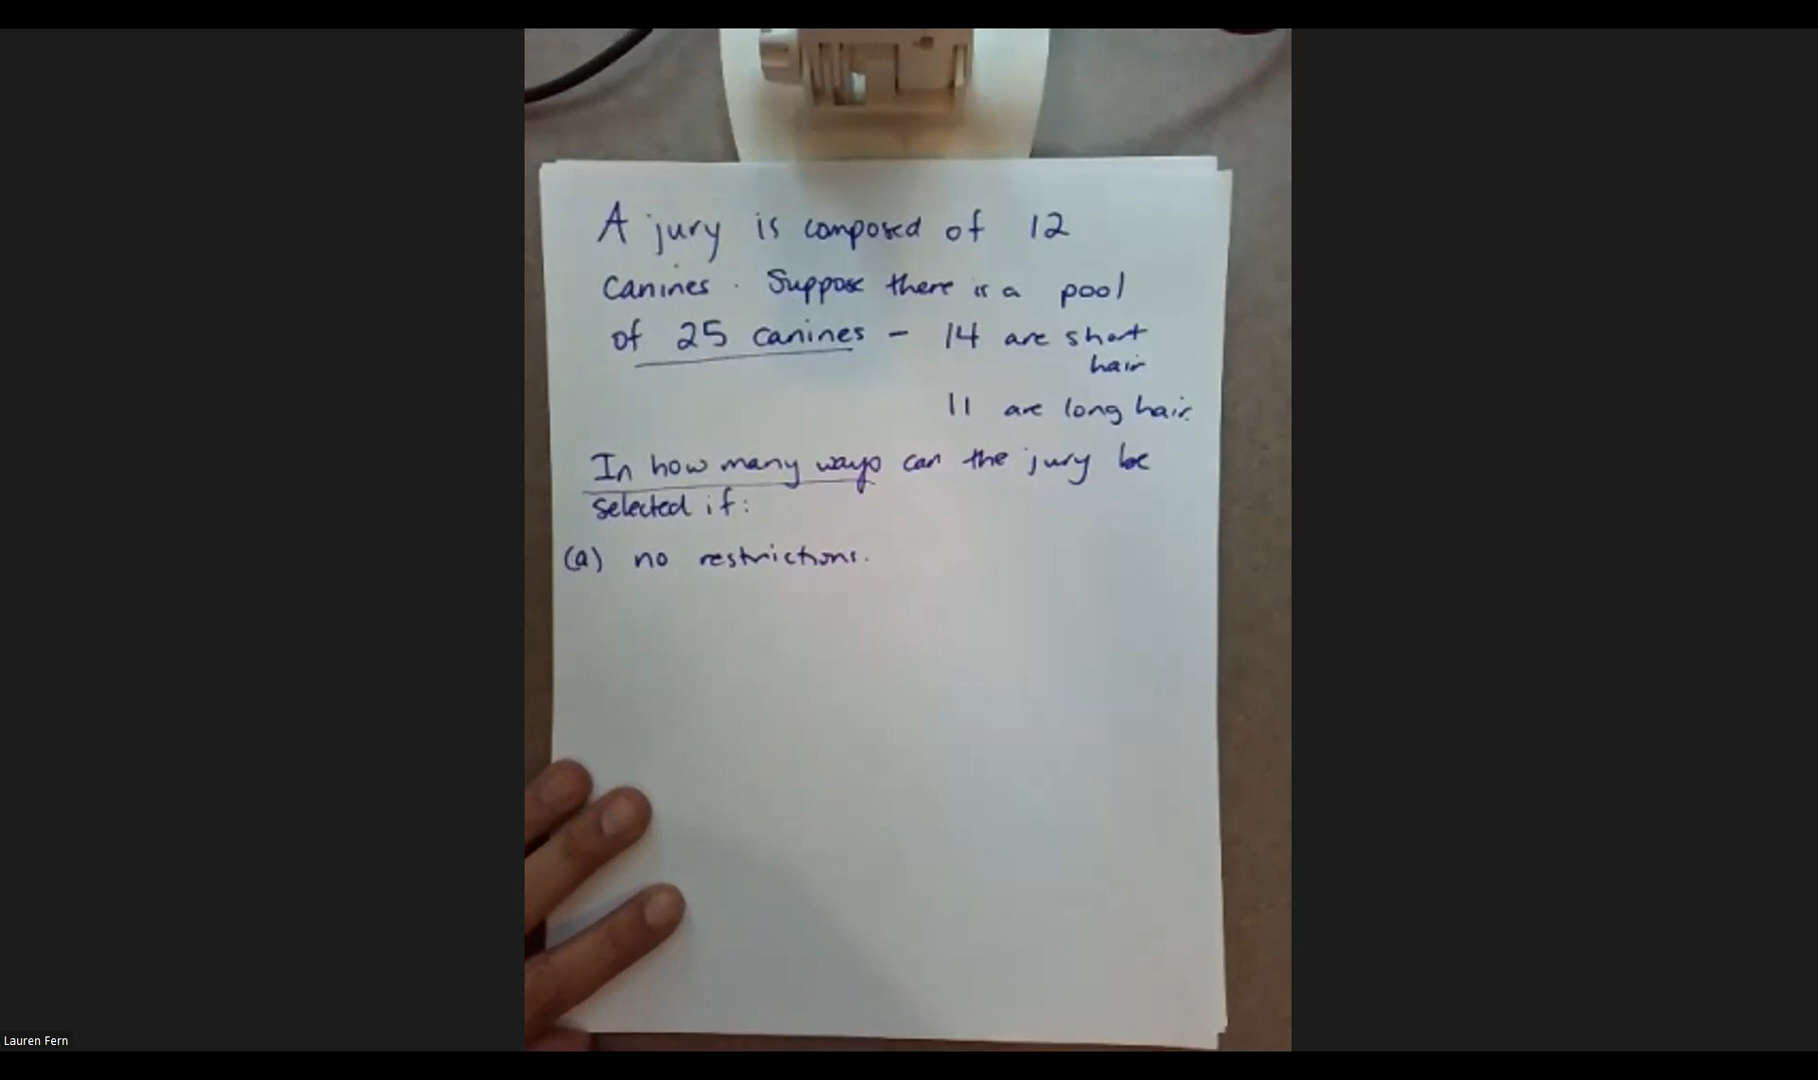 A jury is composed of 12
canines. Suppose there is a pool
of 25 canines - 14 are short
hair
11 are long hair.
In how many ways can the jury be
selected if:
(a) no restrictions.
Lauren Fern